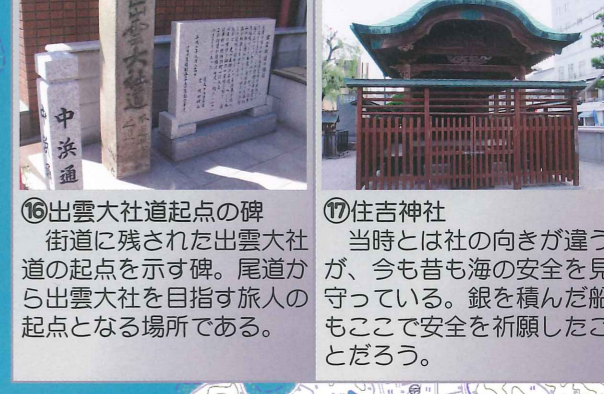 出雲大社道
中浜通
⑯出雲大社道起点の碑
街道に残された出雲大社
道の起点を示す碑。尾道か
ら出雲大社を目指す旅人の
起点となる場所である。
⑰住吉神社
当時とは社の向きが違う
が、今も昔も海の安全を見
守っている。銀を積んだ船
もここで安全を祈願したこ
とだろう。